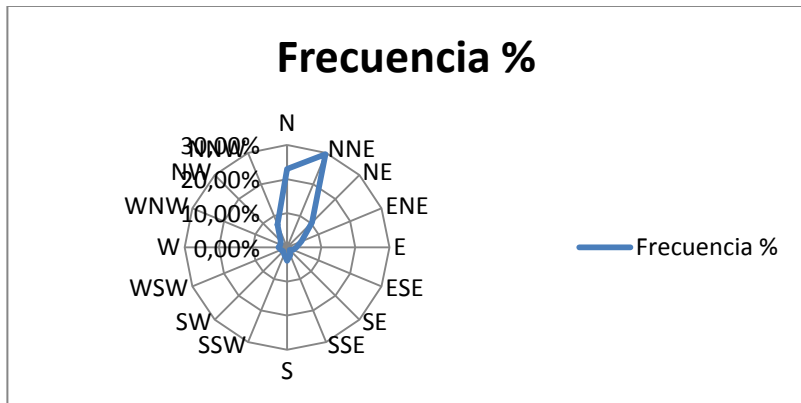 Frecuencia %
N
NNE
NE
ENE
E
ESE
SE
SSE
S
SSW
SW
WSW
W
WNW
NW
NNW
30,00%
20,00%
10,00%
0,00%
Frecuencia %